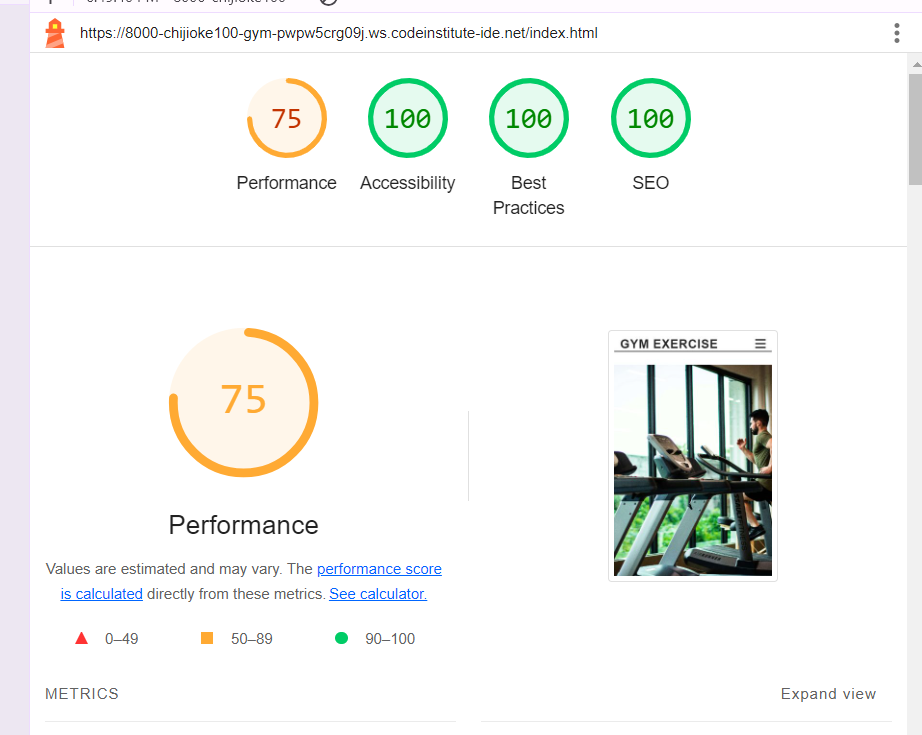 https://8000-chijioke100-gym-pwpw5crg09j.ws.codeinstitute-ide.net/index.html
75
100
100
100
Performance
Accessibility
Best
Practices
SEO
75
GYM EXERCISE
Performance
Values are estimated and may vary. The performance score
is calculated directly from these metrics. See calculator.
0–49
50–89
90–100
METRICS
Expand view